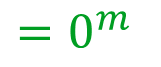 = 0^m